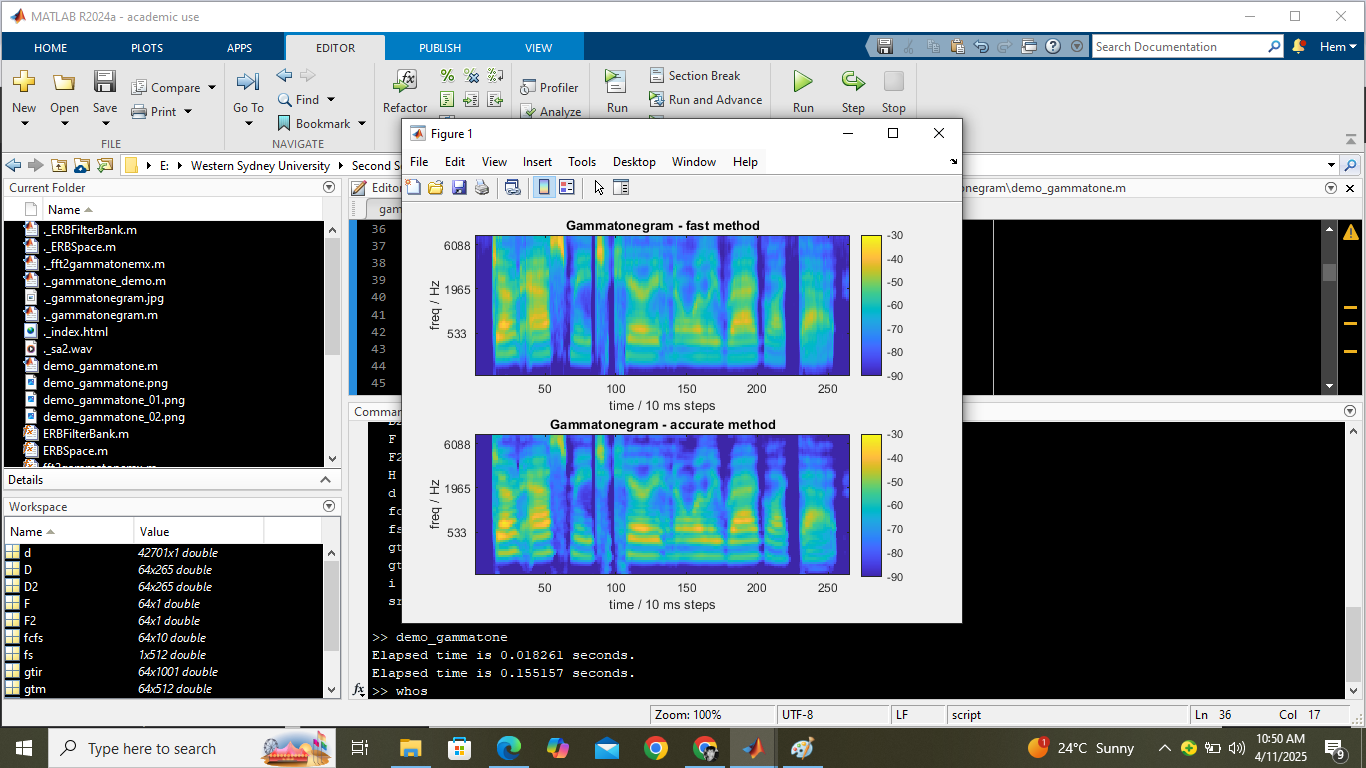 MATLAB R2024a - academic use
HOME PLOTS APPS EDITOR PUBLISH VIEW
Search Documentation
Hem
New Open Save Compare Print
Go To Find Bookmark
Refactor
Profiler
Analyze
Run
Section Break
Run and Advance
Run Step Stop
FILE NAVIGATE
E: Western Sydney University Second S
Current Folder
Name
._ERBFilterBank.m
._ERBSpace.m
._fft2gammatonemx.m
._gammatone_demo.m
._gammatonegram.jpg
._gammatonegram.m
._index.html
._sa2.wav
demo_gammatone.m
demo_gammatone.png
demo_gammatone_01.png
demo_gammatone_02.png
ERBFilterBank.m
ERBSpace.m
Details
Workspace
Name Value
d 42701x1 double
D 64x265 double
D2 64x265 double
F 64x1 double
F2 64x1 double
fcfs 64x10 double
fs 1x512 double
gtir 64x1001 double
gtm 64x512 double
Editor
negram\demo_gammatone.m
gam
36
37
38
39
40
41
42
43
44
45
Comma
F
F2
H
d
fc
fs
gt
gt
i
sr
>> demo_gammatone
Elapsed time is 0.018261 seconds.
Elapsed time is 0.155157 seconds.
fx >> whos
Figure 1
File Edit View Insert Tools Desktop Window Help
Gammatonegram - fast method
freq / Hz
6088
1965
533
50 100 150 200 250
time / 10 ms steps
-30
-40
-50
-60
-70
-80
-90
Gammatonegram - accurate method
freq / Hz
6088
1965
533
50 100 150 200 250
time / 10 ms steps
-30
-40
-50
-60
-70
-80
-90
Zoom: 100% UTF-8 LF script Ln 36 Col 17
Type here to search
1
24°C Sunny
10:50 AM
4/11/2025
9